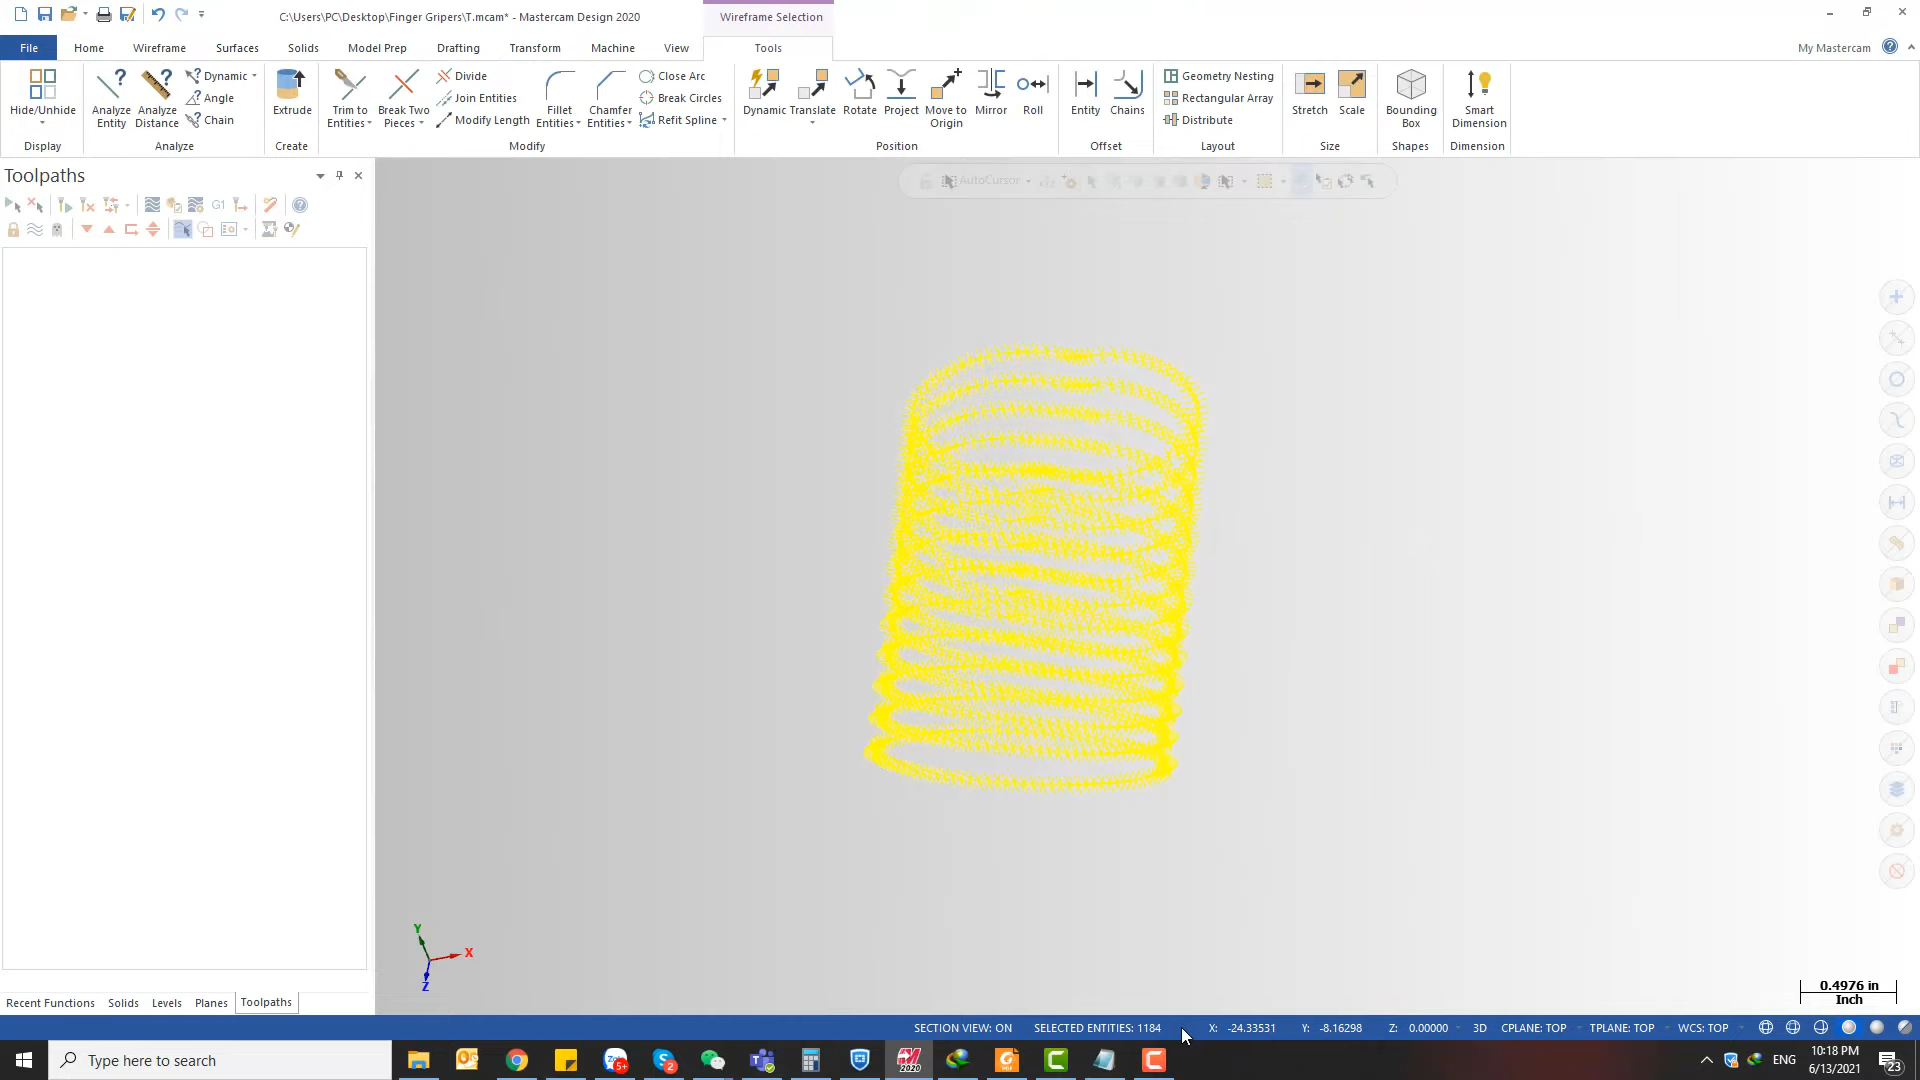 C:\Users\PC\Desktop\Finger Gripers\T.mcam* - Mastercam Design 2020
Wireframe Selection
File Home Wireframe Surfaces Solids Model Prep Drafting Transform Machine View Tools
My Mastercam
Hide/Unhide
Display
Analyze Entity
Analyze Distance
Dynamic
Angle
Chain
Analyze
Extrude
Create
Trim to Entities
Break Two Pieces
Divide
Join Entities
Modify Length
Fillet Entities
Chamfer Entities
Close Arc
Break Circles
Refit Spline
Modify
Dynamic
Translate
Rotate
Project
Move to Origin
Mirror
Roll
Position
Entity
Chains
Offset
Geometry Nesting
Rectangular Array
Distribute
Layout
Stretch
Scale
Size
Bounding Box
Shapes
Smart Dimension
Dimension
Toolpaths
G1
AutoCursor
Y
X
Z
0.4976 in
Inch
Recent Functions Solids Levels Planes Toolpaths
SECTION VIEW: ON SELECTED ENTITIES: 1184 X: -24.33531 Y: -8.16298 Z: 0.00000 3D CPLANE: TOP TPLANE: TOP WCS: TOP
Type here to search
5+
2
2020
ENG
10:18 PM
6/13/2021
23